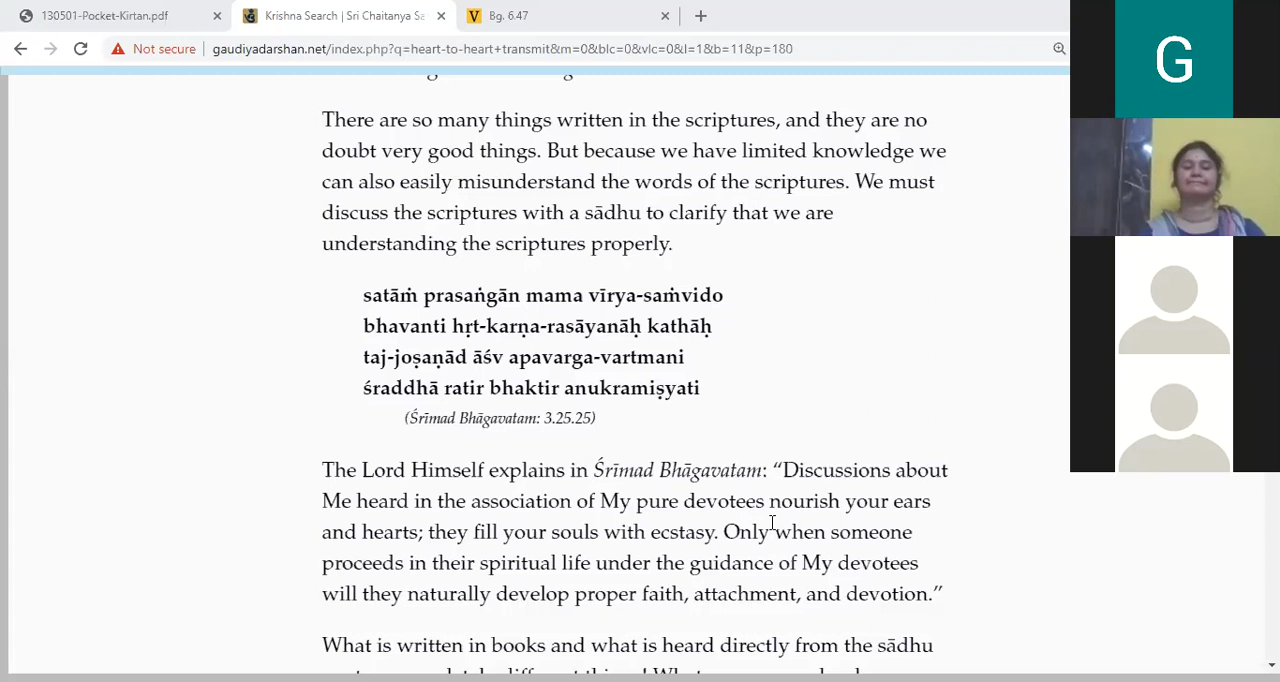 130501-Pocket-Kirtan.pdf
Krishna Search | Sri Chaitanya Sa
Bg. 6.47
Not secure
gaudiyadarshan.net/index.php?q=heart-to-heart+transmit&m=0&blc=0&vlc=0&l=1&b=11&p=180
There are so many things written in the scriptures, and they are no
doubt very good things. But because we have limited knowledge we
can also easily misunderstand the words of the scriptures. We must
discuss the scriptures with a sādhu to clarify that we are
understanding the scriptures properly.
satāṁ prasaṅgān mama vīrya-saṁvido
bhavanti hṛt-karṇa-rasāyanāḥ kathāḥ
taj-joṣaṇād āśv apavarga-vartmani
śraddhā ratir bhaktir anukramiṣyati
(Śrīmad Bhāgavatam: 3.25.25)
The Lord Himself explains in Śrīmad Bhāgavatam: “Discussions about
Me heard in the association of My pure devotees nourish your ears
and hearts; they fill your souls with ecstasy. Only when someone
proceeds in their spiritual life under the guidance of My devotees
will they naturally develop proper faith, attachment, and devotion.”
What is written in books and what is heard directly from the sādhu
G